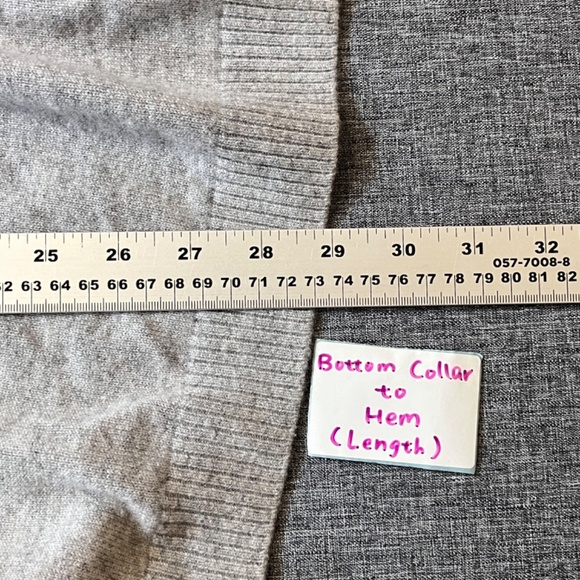 25 26 27 28 29 30 31 32
057-7008-8
62 63 64 65 66 67 68 69 70 71 72 73 74 75 76 77 78 79 80 81 82
Bottom Collar
to
Hem
(Length)